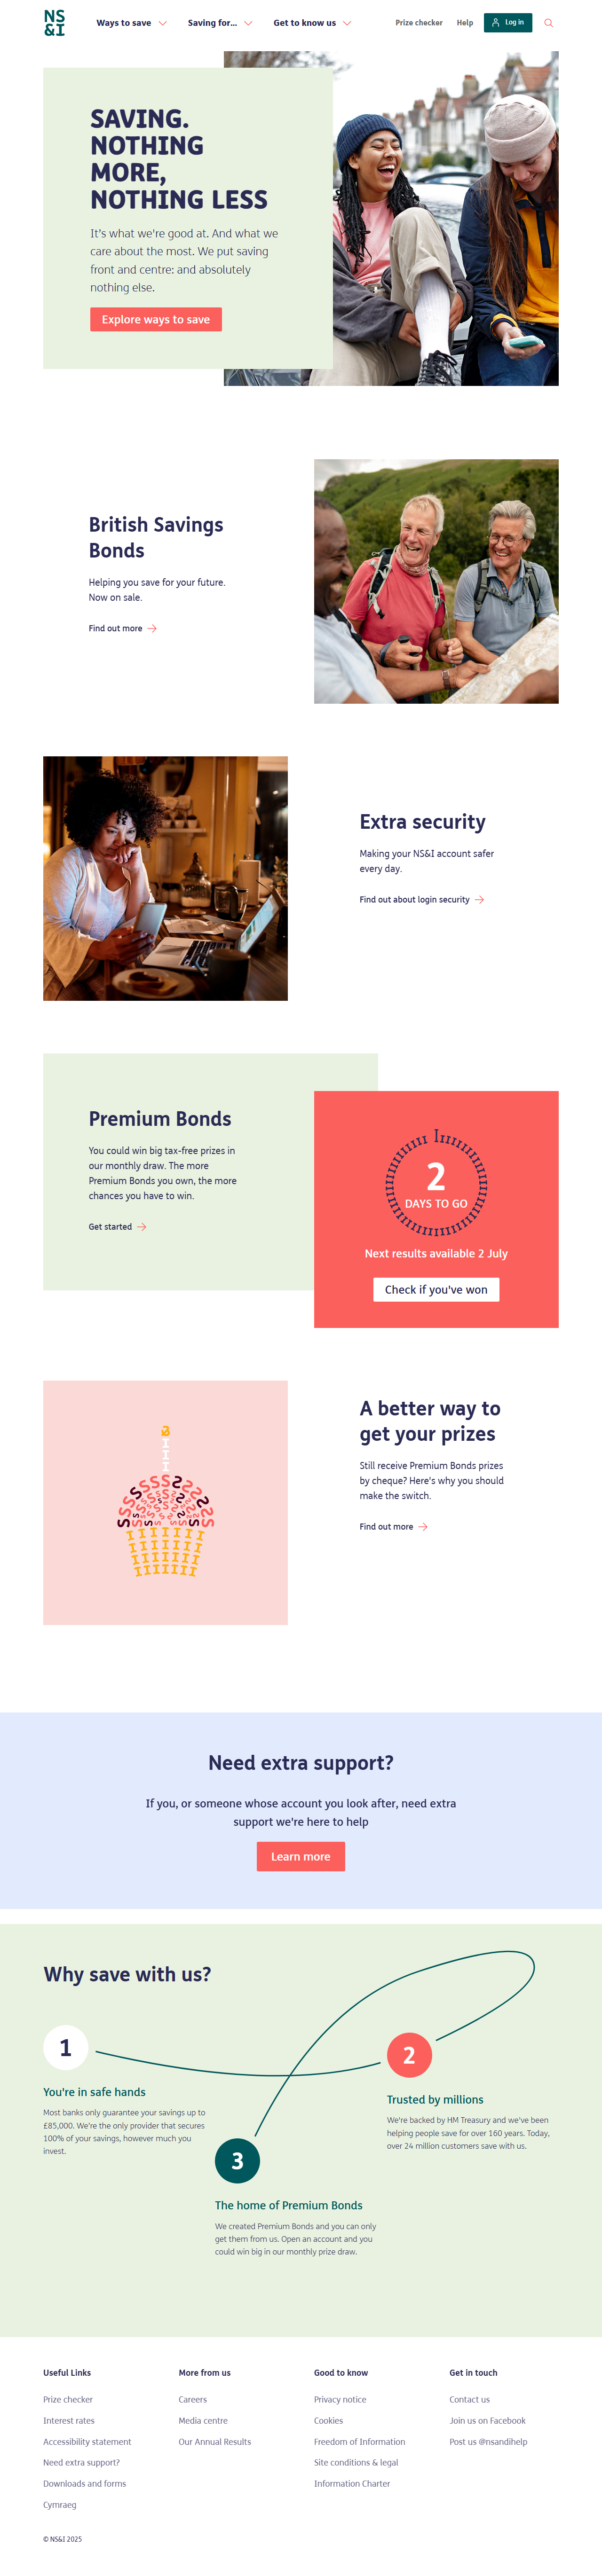 NS
&I
Ways to save
Saving for...
Get to know us
Prize checker
Help
Log in
SAVING.
NOTHING
MORE,
NOTHING LESS
It's what we're good at. And what we
care about the most. We put saving
front and centre: and absolutely
nothing else.
Explore ways to save
British Savings
Bonds
Helping you save for your future.
Now on sale.
Find out more
Extra security
Making your NS&I account safer
every day.
Find out about login security
Premium Bonds
You could win big tax-free prizes in
our monthly draw. The more
Premium Bonds you own, the more
chances you have to win.
Get started
2
DAYS TO GO
Next results available 2 July
Check if you've won
A better way to
get your prizes
Still receive Premium Bonds prizes
by cheque? Here's why you should
make the switch.
Find out more
Need extra support?
If you, or someone whose account you look after, need extra
support we're here to help
Learn more
Why save with us?
1
You're in safe hands
Most banks only guarantee your savings up to
£85,000. We're the only provider that secures
100% of your savings, however much you
invest.
2
Trusted by millions
We're backed by HM Treasury and we've been
helping people save for over 160 years. Today,
over 24 million customers save with us.
3
The home of Premium Bonds
We created Premium Bonds and you can only
get them from us. Open an account and you
could win big in our monthly prize draw.
Useful Links
Prize checker
Interest rates
Accessibility statement
Need extra support?
Downloads and forms
Cymraeg
More from us
Careers
Media centre
Our Annual Results
Good to know
Privacy notice
Cookies
Freedom of Information
Site conditions & legal
Information Charter
Get in touch
Contact us
Join us on Facebook
Post us @nsandihelp
© NS&I 2025